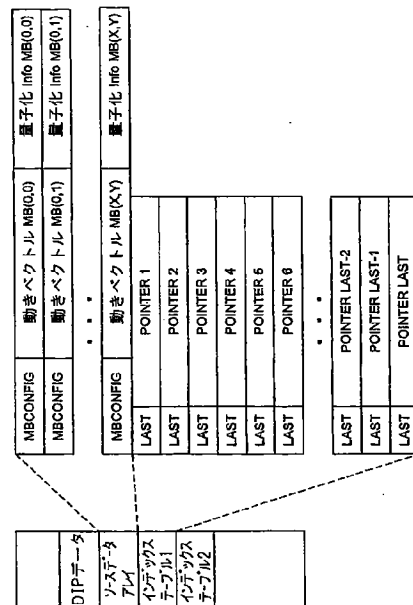 DIPデータ
ソースデータ
アレイ
インデックス
テーブル1
インデックス
テーブル2
MBCONFIG 動きベクトル MB(0,0) 量子化 Info MB(0,0)
MBCONFIG 動きベクトル MB(0,1) 量子化 Info MB(0,1)
• • •
MBCONFIG 動きベクトル MB(X,Y) 量子化 Info MB(X,Y)
LAST POINTER 1
LAST POINTER 2
LAST POINTER 3
LAST POINTER 4
LAST POINTER 5
LAST POINTER 6
• • •
LAST POINTER LAST-2
LAST POINTER LAST-1
LAST POINTER LAST